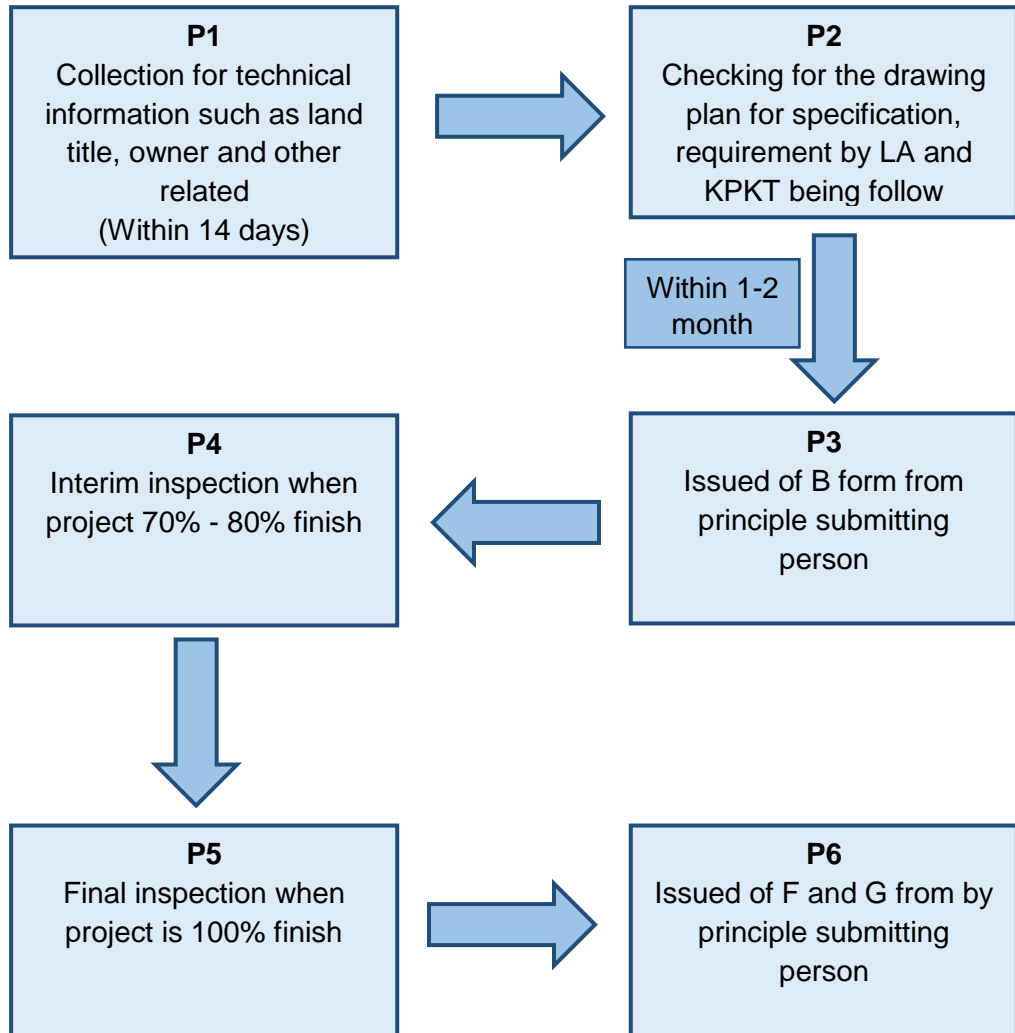 P1
Collection for technical
information such as land
title, owner and other
related
(Within 14 days)
P2
Checking for the drawing
plan for specification,
requirement by LA and
KPKT being follow
Within 1-2
month
P3
Issued of B form from
principle submitting
person
P4
Interim inspection when
project 70% - 80% finish
P5
Final inspection when
project is 100% finish
P6
Issued of F and G from by
principle submitting
person